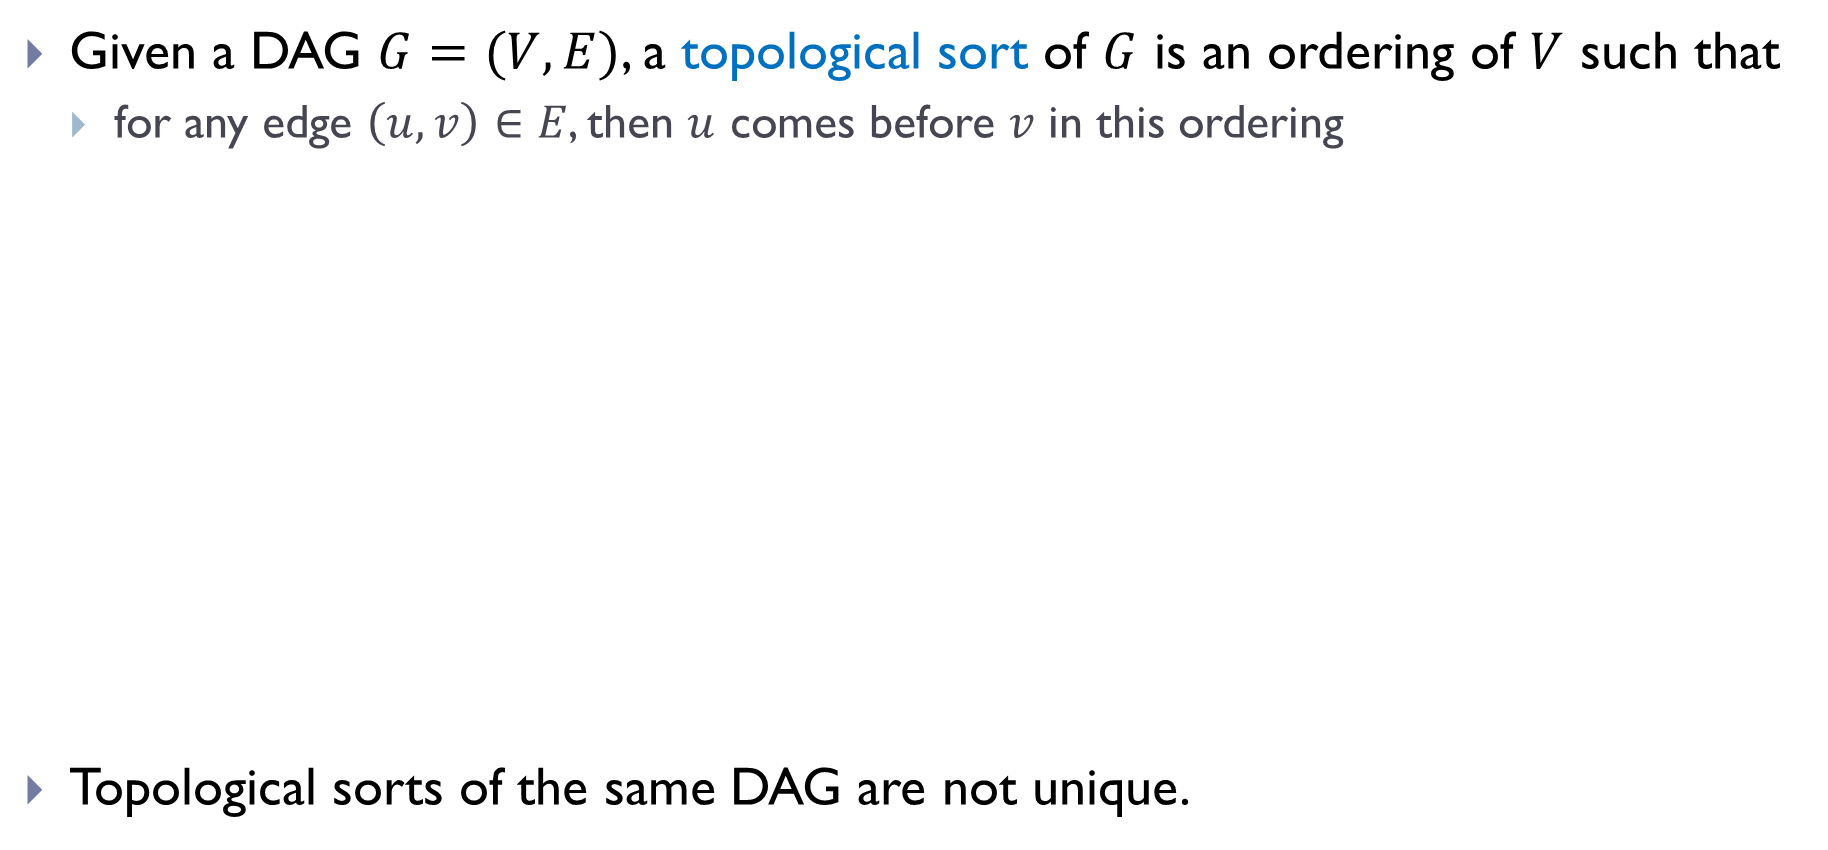 Given a DAG G = (V, E), a topological sort of G is an ordering of V such that
for any edge (u, v) ∈ E, then u comes before v in this ordering
Topological sorts of the same DAG are not unique.